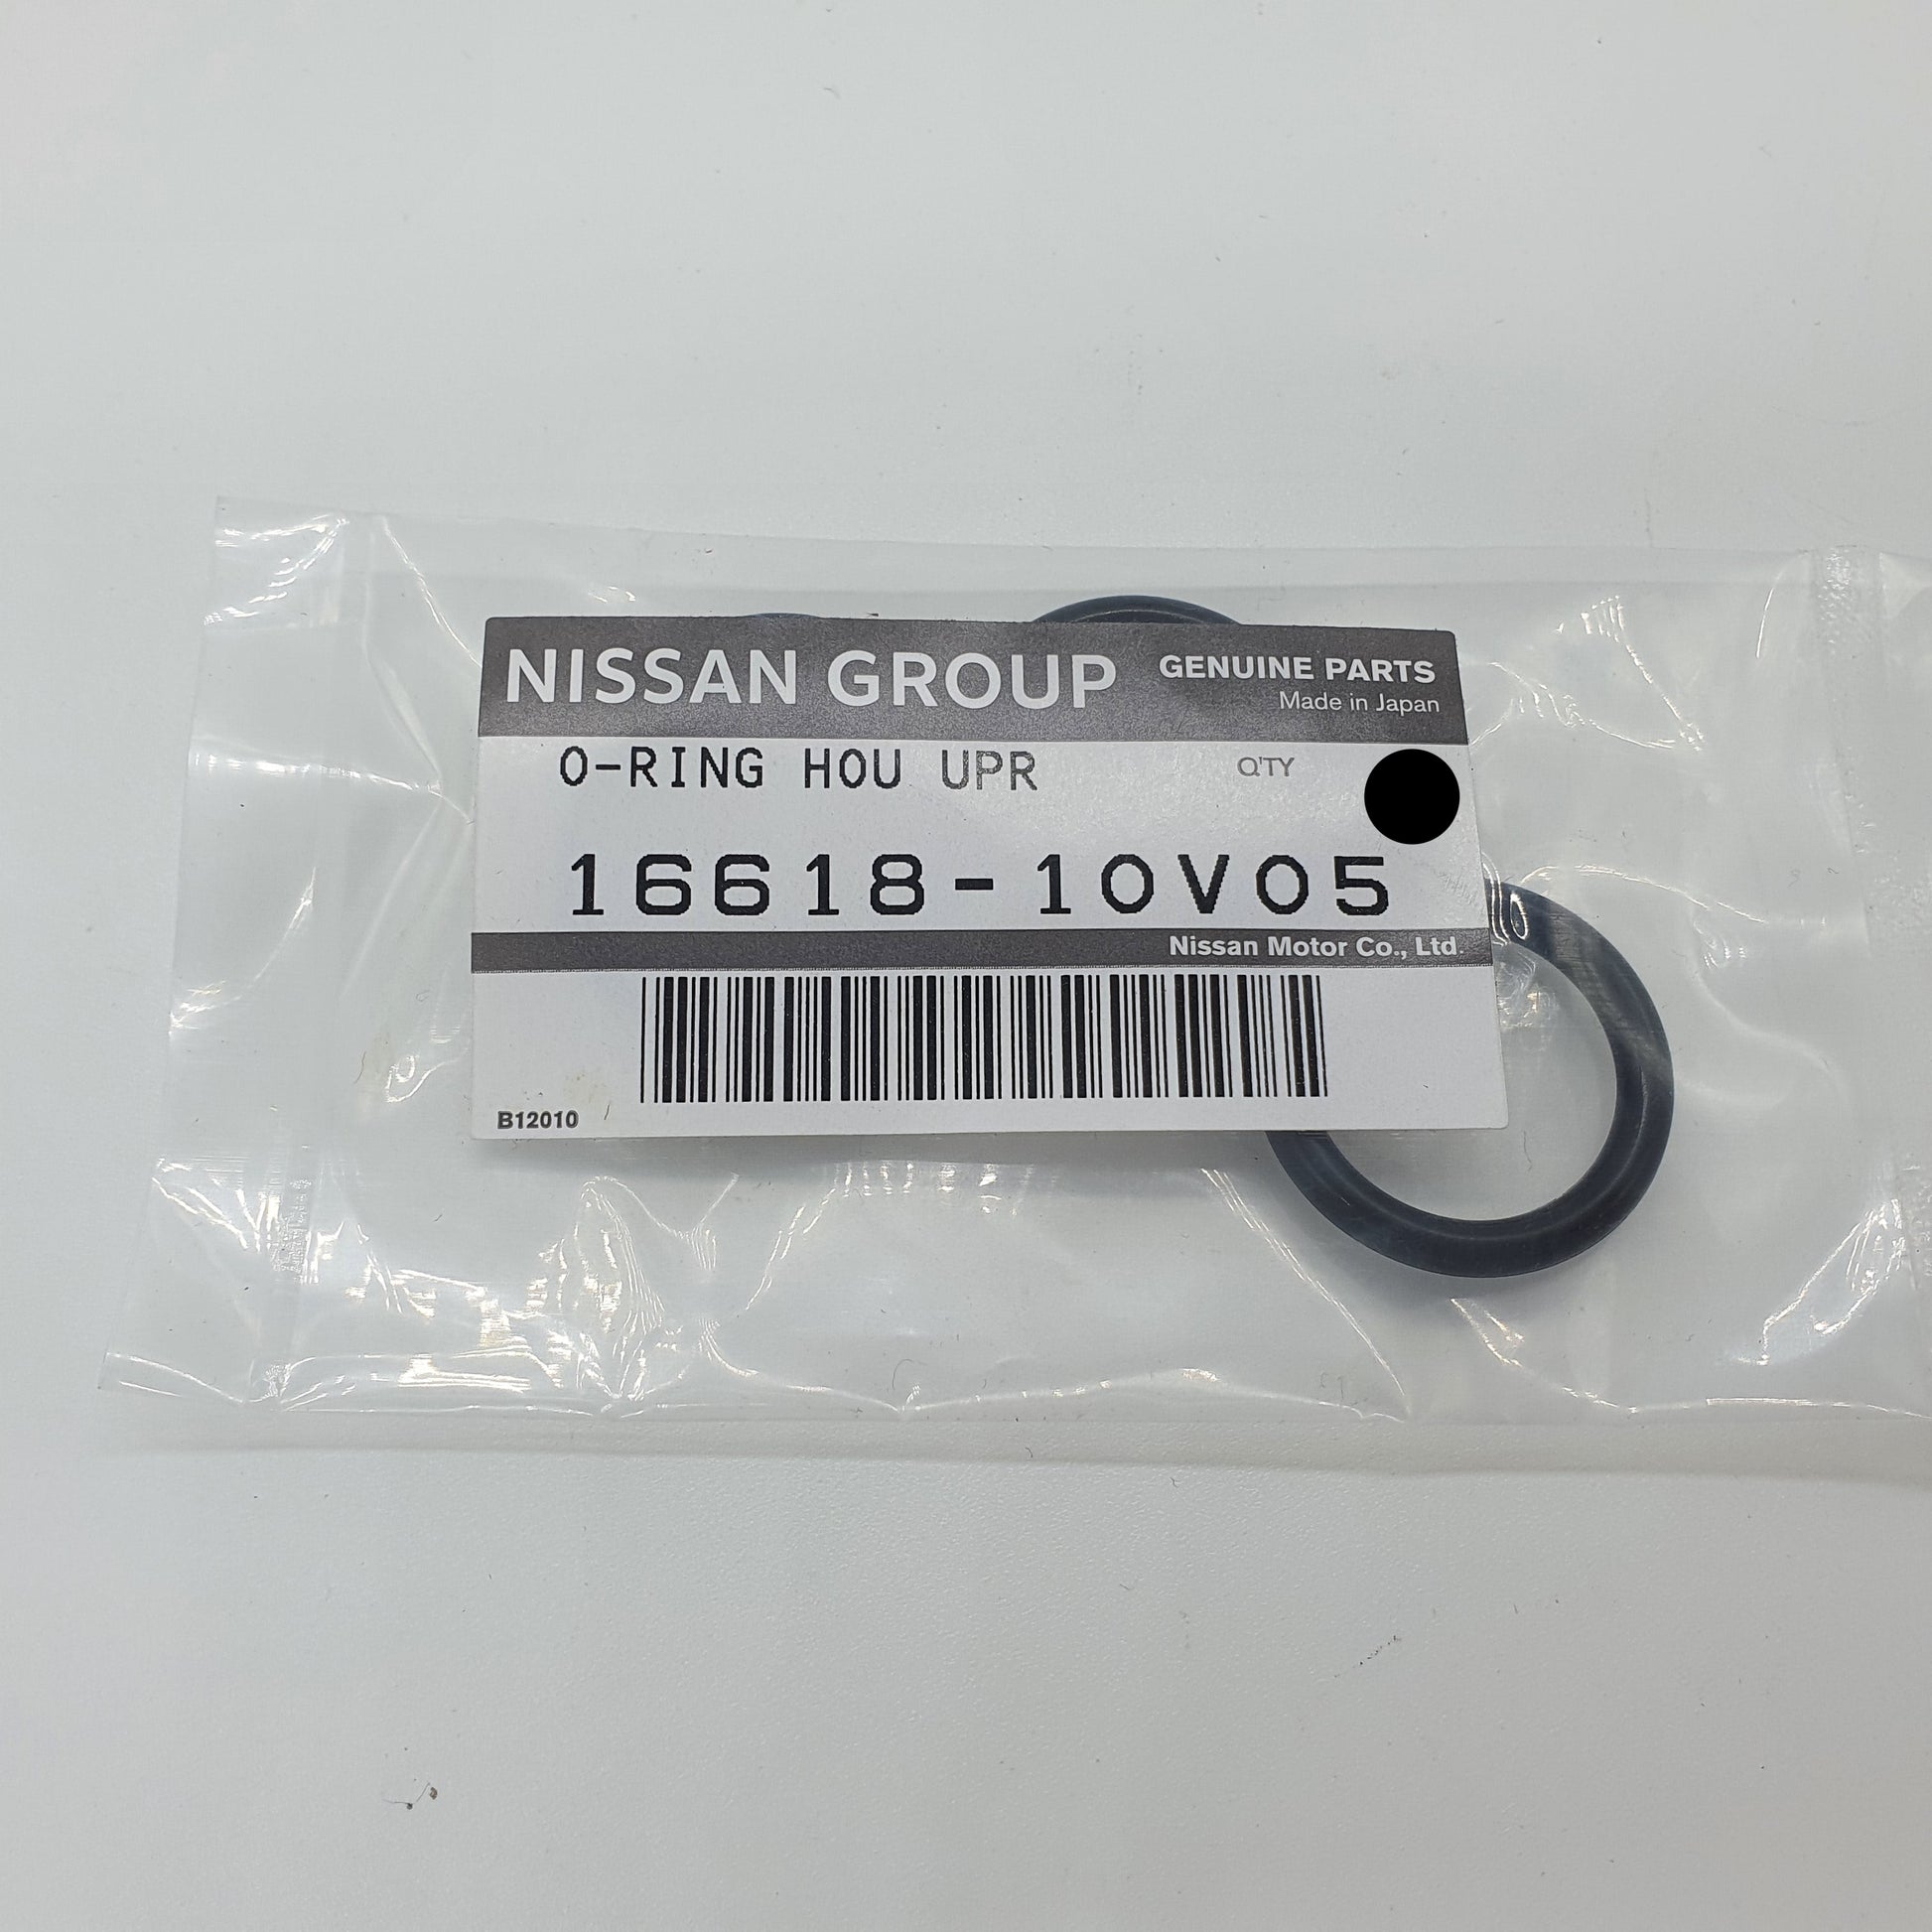 NISSAN GROUP GENUINE PARTS
Made in Japan
O-RING HOU UPR Q'TY
16618-10V05
Nissan Motor Co., Ltd.
B12010